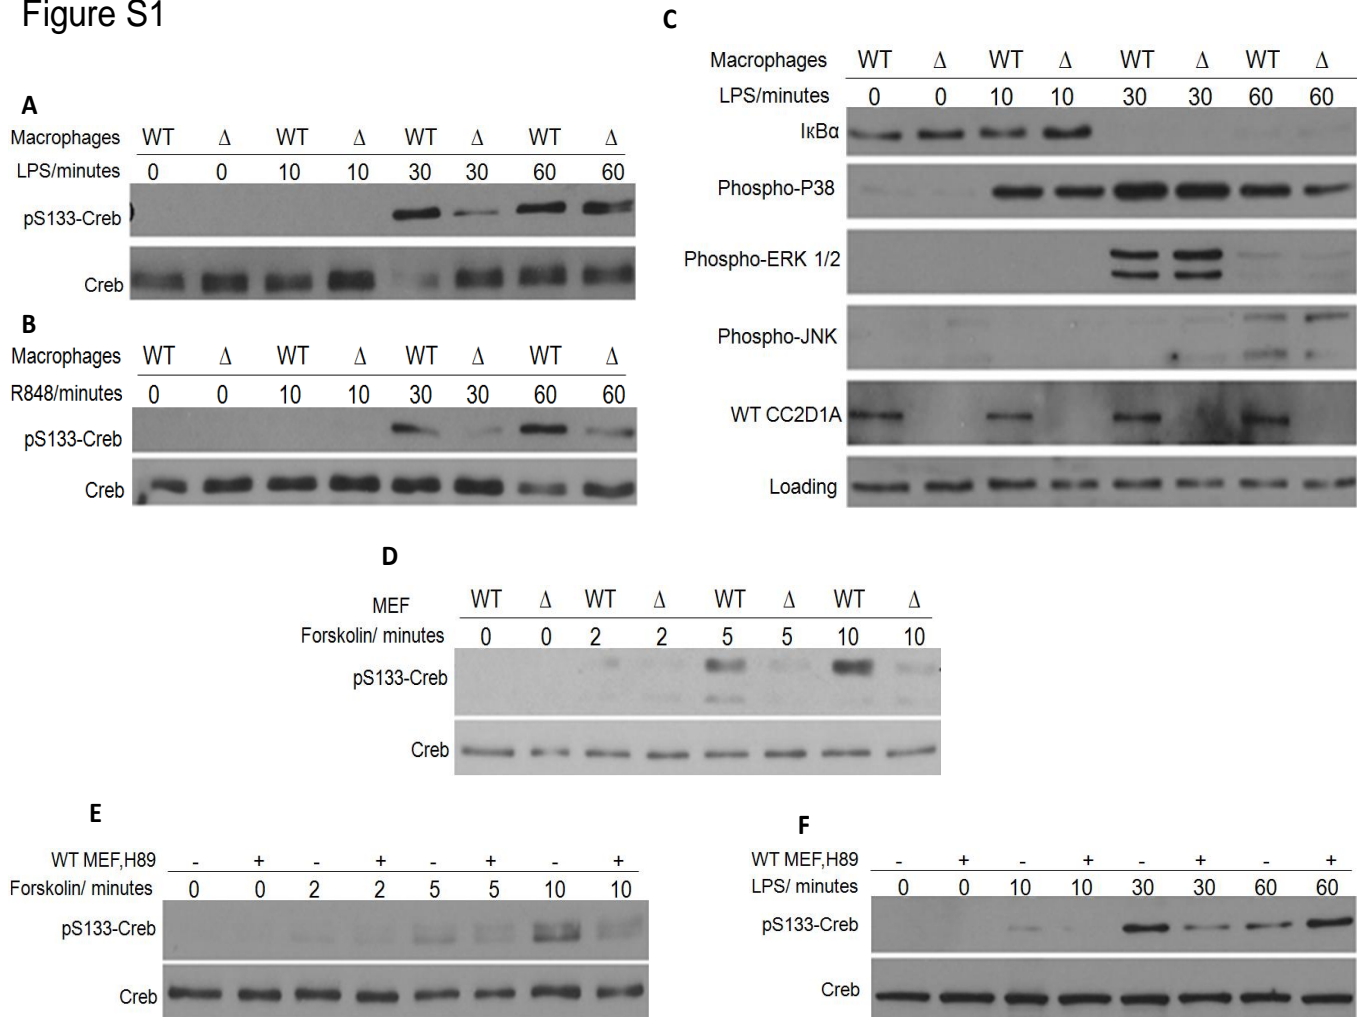 Figure S1
A
Macrophages WT Δ WT Δ WT Δ WT Δ
LPS/minutes 0 0 10 10 30 30 60 60
pS133-Creb
Creb
B
Macrophages WT Δ WT Δ WT Δ WT Δ
R848/minutes 0 0 10 10 30 30 60 60
pS133-Creb
Creb
C
Macrophages WT Δ WT Δ WT Δ WT Δ
LPS/minutes 0 0 10 10 30 30 60 60
IκBα
Phospho-P38
Phospho-ERK 1/2
Phospho-JNK
WT CC2D1A
Loading
D
MEF WT Δ WT Δ WT Δ WT Δ
Forskolin/ minutes 0 0 2 2 5 5 10 10
pS133-Creb
Creb
E
WT MEF,H89 - + - + - + - +
Forskolin/ minutes 0 0 2 2 5 5 10 10
pS133-Creb
Creb
F
WT MEF,H89 - + - + - + - +
LPS/ minutes 0 0 10 10 30 30 60 60
pS133-Creb
Creb